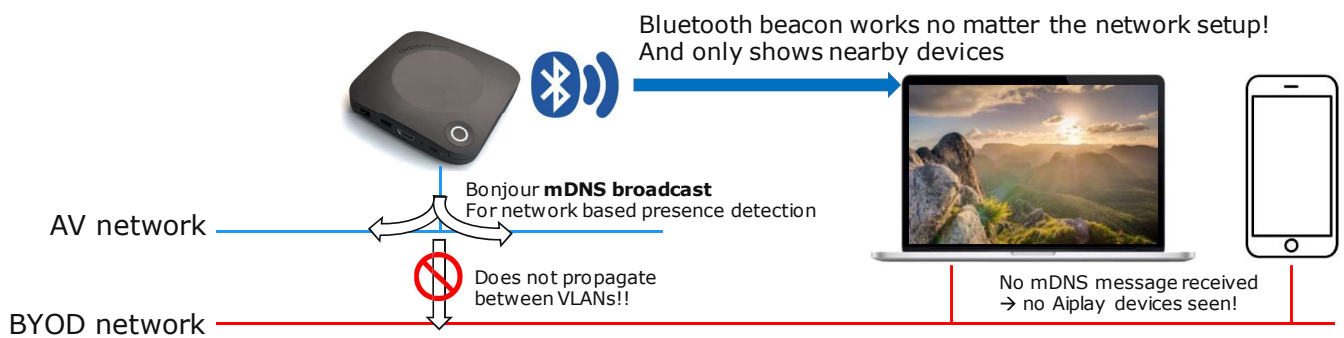 Bluetooth beacon works no matter the network setup!
And only shows nearby devices
Bonjour mDNS broadcast
For network based presence detection
AV network
Does not propagate
between VLANs!!
No mDNS message received
→ no Aiplay devices seen!
BYOD network